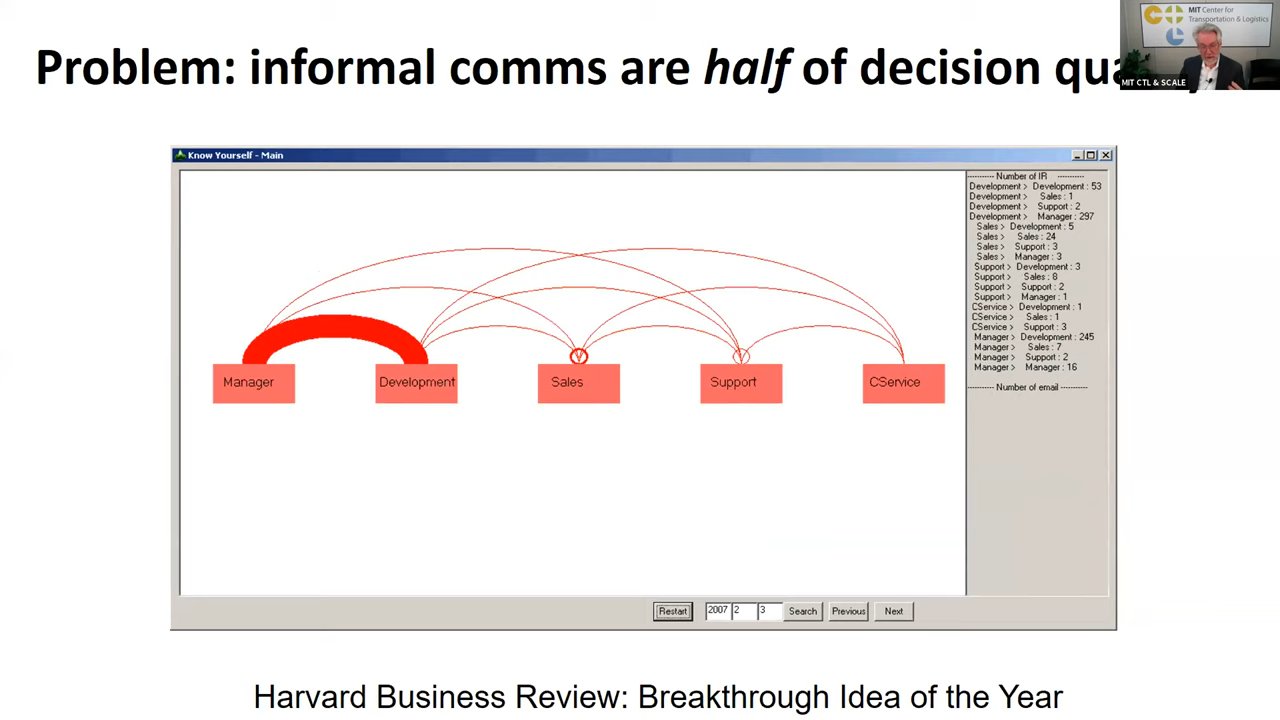 MIT Center for
Transportation & Logistics
MIT CTL & SCALE
Problem: informal comms are half of decision
Know Yourself - Main
----------- Number of IR -----------
Development > Development : 53
Development > Sales : 1
Development > Support : 2
Development > Manager : 297
Sales > Development : 5
Sales > Sales : 24
Sales > Support : 3
Sales > Manager : 3
Support > Development : 3
Support > Sales : 8
Support > Support : 2
Support > Manager : 1
CService > Development : 1
CService > Sales : 1
CService > Support : 3
Manager > Development : 245
Manager > Sales : 7
Manager > Support : 2
Manager > Manager : 16
----------- Number of email -----------
Manager
Development
Sales
Support
CService
Restart
2007 2 3
Search
Previous
Next
Harvard Business Review: Breakthrough Idea of the Year